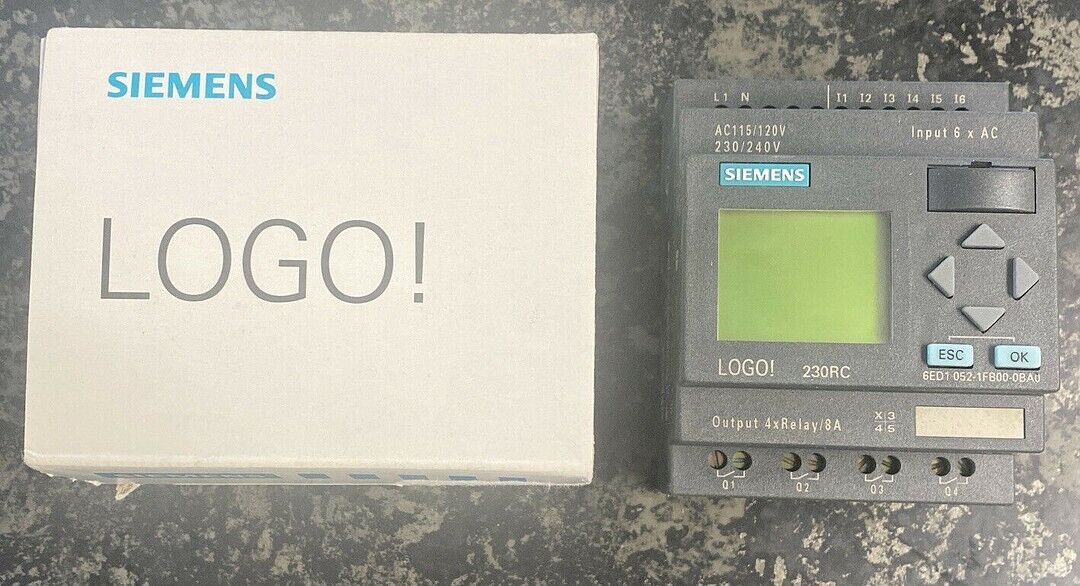 SIEMENS
LOGO!
L1 N I1 I2 I3 I4 I5 I6
AC115/120V Input 6 x AC
230/240V
SIEMENS
ESC OK
LOGO! 230RC 6ED1 052-1FB00-0BA0
Output 4xRelay/8A X 3
4 5
Q1 Q2 Q3 Q4